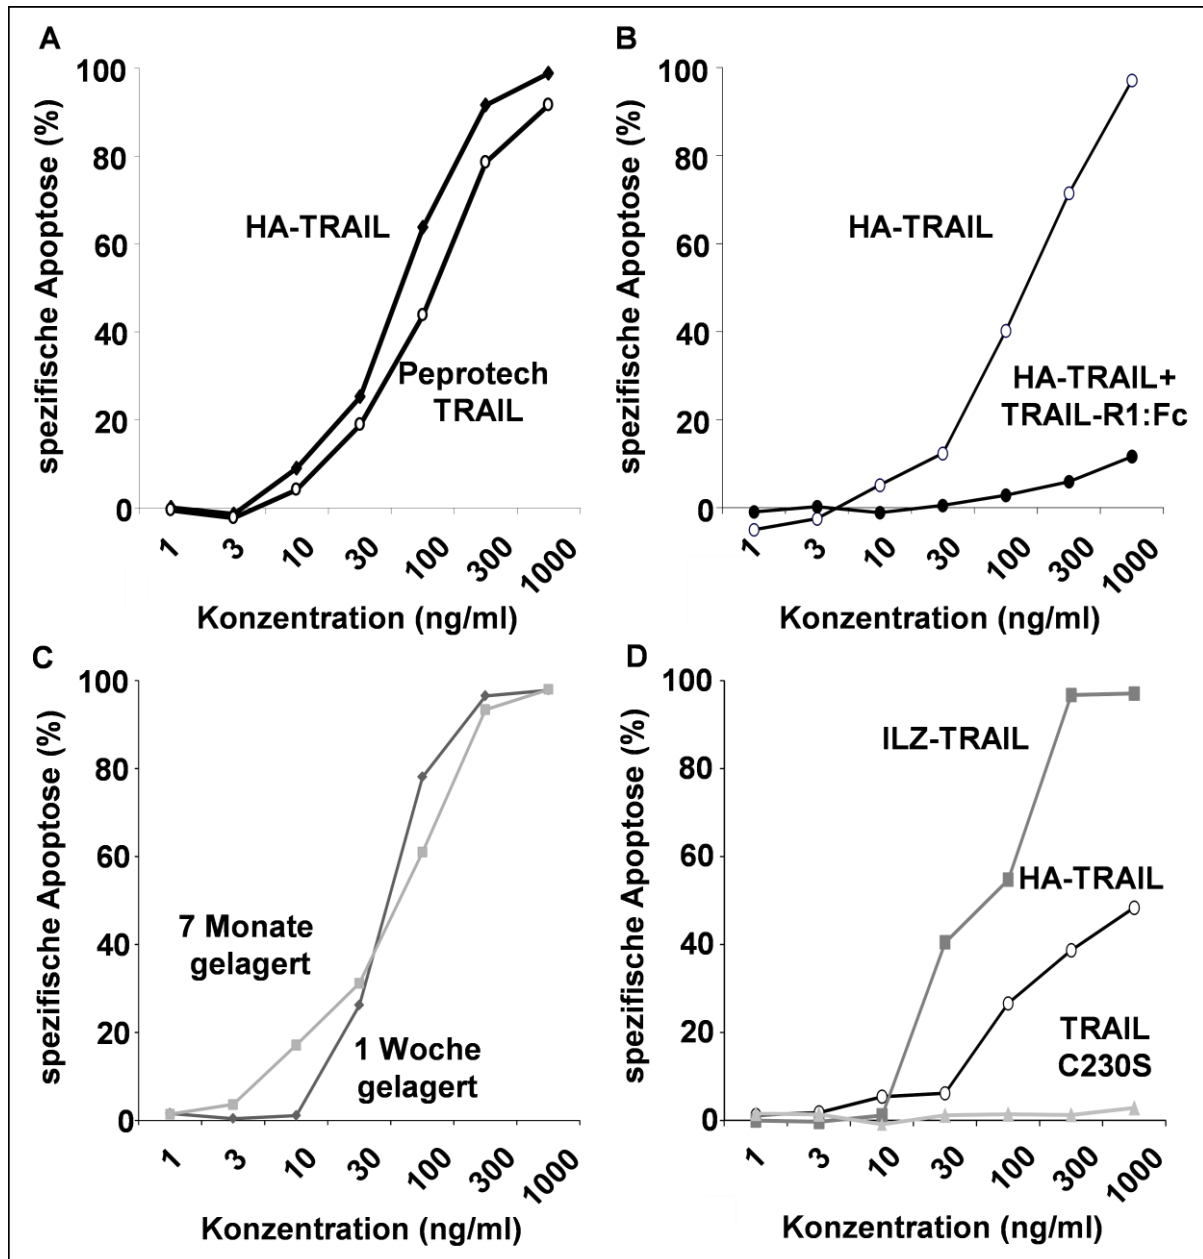 A
spezifische Apoptose (%)
100
80
60
40
20
0
HA-TRAIL
Peprotech
TRAIL
1
3
10
30
100
300
1000
Konzentration (ng/ml)
B
spezifische Apoptose (%)
100
80
60
40
20
0
HA-TRAIL
HA-TRAIL+
TRAIL-R1:Fc
1
3
10
30
100
300
1000
Konzentration (ng/ml)
C
spezifische Apoptose (%)
100
80
60
40
20
0
7 Monate
gelagert
1 Woche
gelagert
1
3
10
30
100
300
1000
Konzentration (ng/ml)
D
spezifische Apoptose (%)
100
80
60
40
20
0
ILZ-TRAIL
HA-TRAIL
TRAIL
C230S
1
3
10
30
100
300
1000
Konzentration (ng/ml)